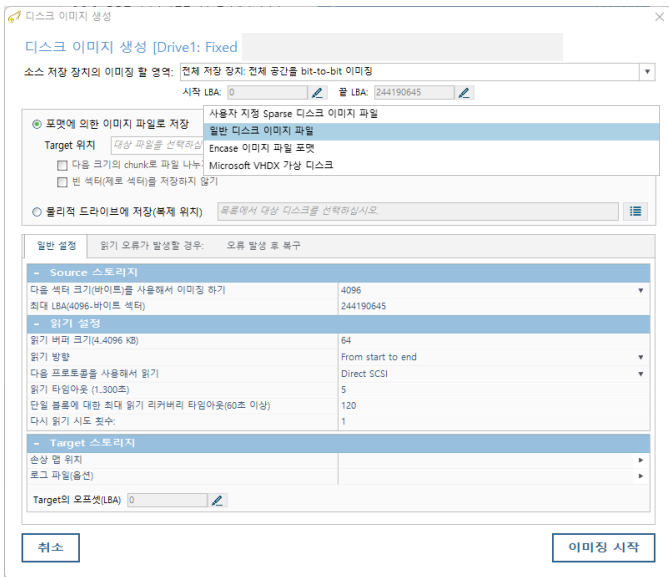 디스크 이미지 생성
디스크 이미지 생성 [Drive1: Fixed
소스 저장 장치의 이미징 할 영역: 전체 저장 장치: 전체 공간을 bit-to-bit 이미징
시작 LBA: 0 끝 LBA: 244190645
사용자 지정 Sparse 디스크 이미지 파일
포맷에 의한 이미지 파일로 저장 일반 디스크 이미지 파일
Target 위치 대상 파일을 선택하십 Encase 이미지 파일 포맷
다음 크기의 chunk로 파일 나누 Microsoft VHDX 가상 디스크
빈 섹터(제로 섹터)를 저장하지 않기
물리적 드라이브에 저장(복제 위치) 목록에서 대상 디스크를 선택하십시오.
일반 설정 읽기 오류가 발생할 경우: 오류 발생 후 복구
− Source 스토리지
다음 섹터 크기(바이트)를 사용해서 이미징 하기 4096
최대 LBA(4096-바이트 섹터) 244190645
− 읽기 설정
읽기 버퍼 크기(4..4096 KB) 64
읽기 방향 From start to end
다음 프로토콜을 사용해서 읽기 Direct SCSI
읽기 타임아웃 (1..300초) 5
단일 블록에 대한 최대 읽기 리커버리 타임아웃(60초 이상) 120
다시 읽기 시도 횟수: 1
− Target 스토리지
손상 맵 위치
로그 파일(옵션)
Target의 오프셋(LBA) 0
취소 이미징 시작